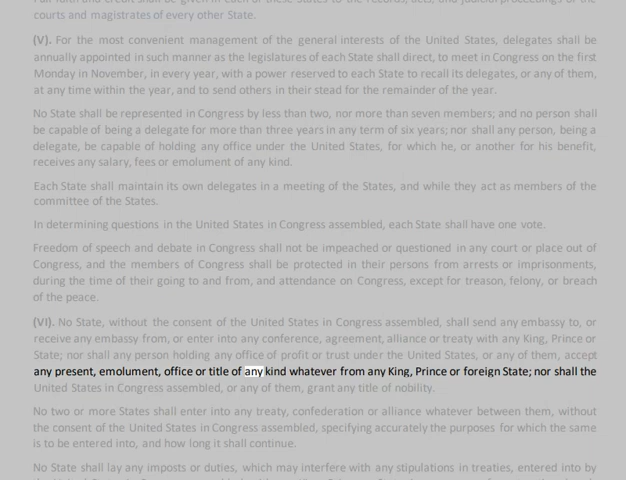 Full faith and credit shall be given in each of these States to the records, acts, and judicial proceedings of the
courts and magistrates of every other State.
(V). For the most convenient management of the general interests of the United States, delegates shall be
annually appointed in such manner as the legislatures of each State shall direct, to meet in Congress on the first
Monday in November, in every year, with a power reserved to each State to recall its delegates, or any of them,
at any time within the year, and to send others in their stead for the remainder of the year.
No State shall be represented in Congress by less than two, nor more than seven members; and no person shall
be capable of being a delegate for more than three years in any term of six years; nor shall any person, being a
delegate, be capable of holding any office under the United States, for which he, or another for his benefit,
receives any salary, fees or emolument of any kind.
Each State shall maintain its own delegates in a meeting of the States, and while they act as members of the
committee of the States.
In determining questions in the United States in Congress assembled, each State shall have one vote.
Freedom of speech and debate in Congress shall not be impeached or questioned in any court or place out of
Congress, and the members of Congress shall be protected in their persons from arrests or imprisonments,
during the time of their going to and from, and attendance on Congress, except for treason, felony, or breach
of the peace.
(VI). No State, without the consent of the United States in Congress assembled, shall send any embassy to, or
receive any embassy from, or enter into any conference, agreement, alliance or treaty with any King, Prince or
State; nor shall any person holding any office of profit or trust under the United States, or any of them, accept
any present, emolument, office or title of any kind whatever from any King, Prince or foreign State; nor shall the
United States in Congress assembled, or any of them, grant any title of nobility.
No two or more States shall enter into any treaty, confederation or alliance whatever between them, without
the consent of the United States in Congress assembled, specifying accurately the purposes for which the same
is to be entered into, and how long it shall continue.
No State shall lay any imposts or duties, which may interfere with any stipulations in treaties, entered into by